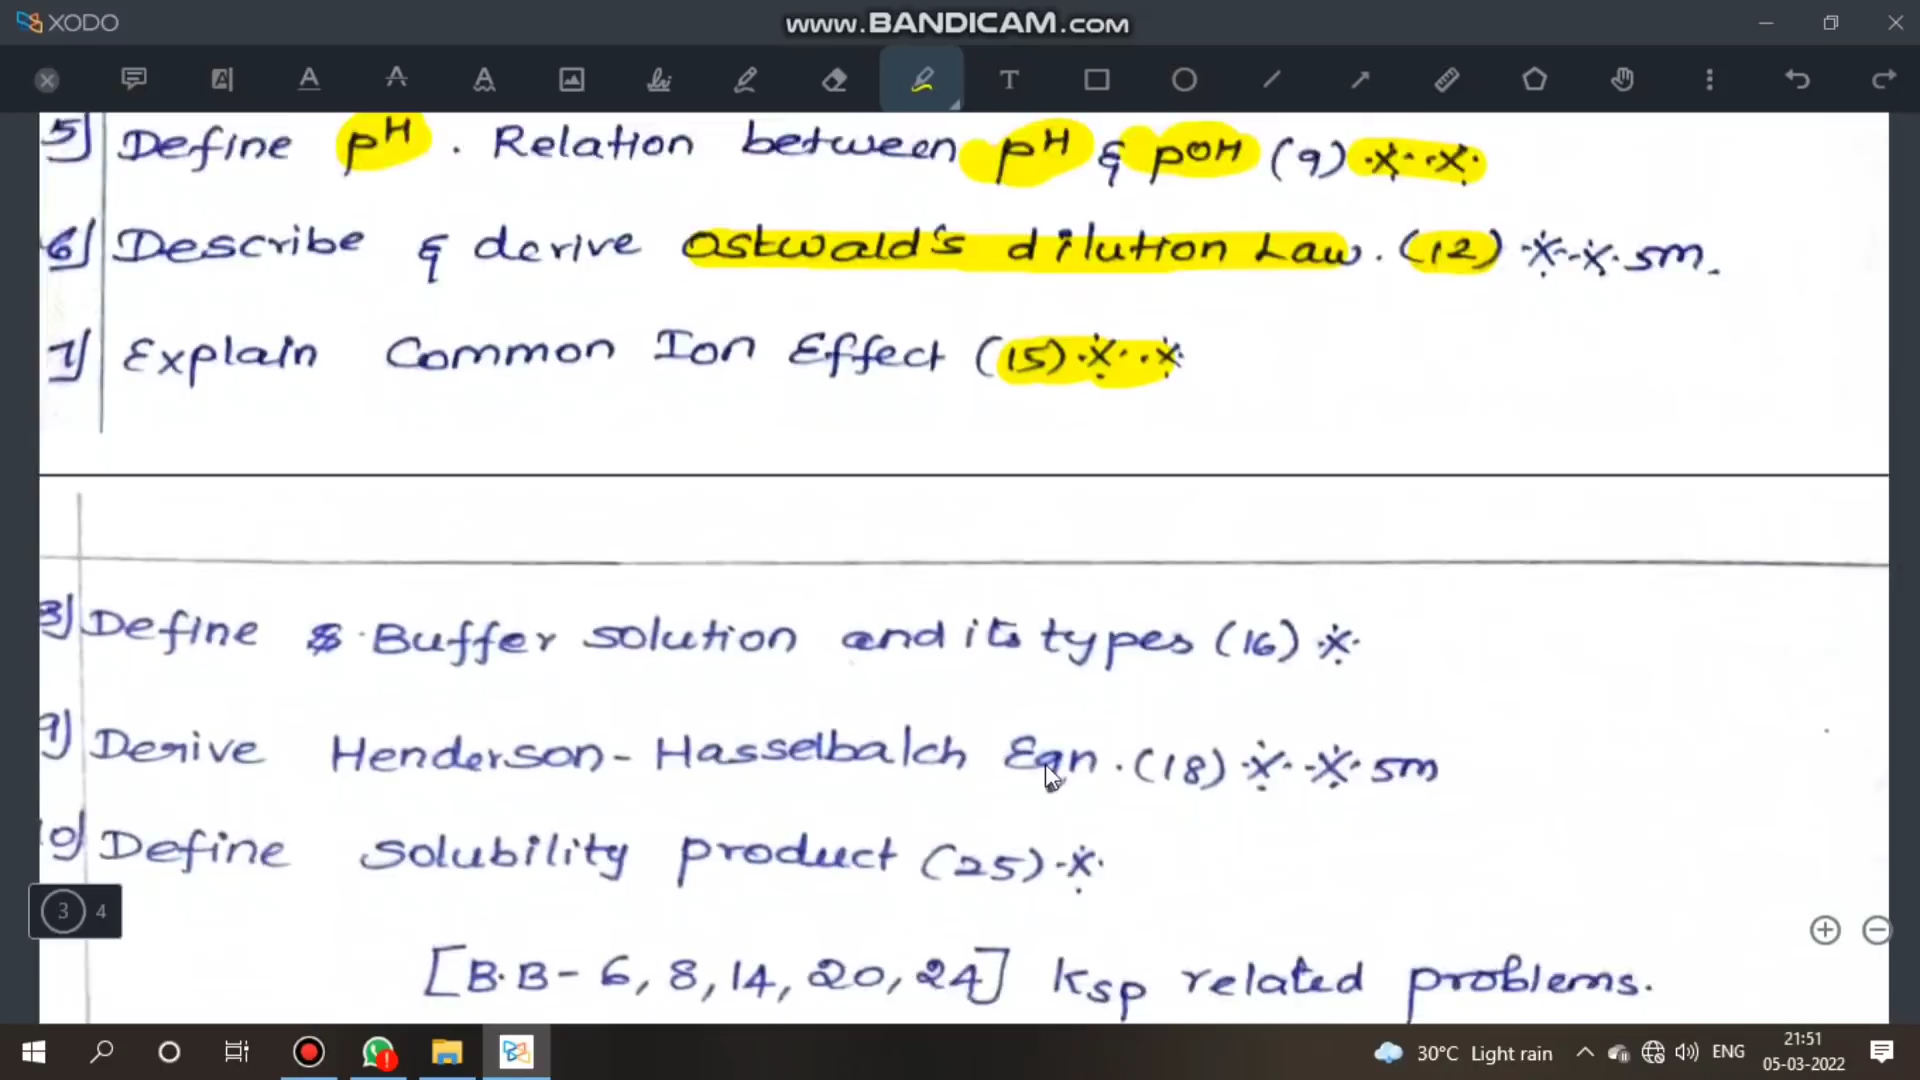 XODO
www.BANDICAM.com
5) Define pH. Relation between pH & pOH (9) ※ ※
6) Describe & derive Ostwald's dilution Law. (12) ※ ※ 5m.
7) Explain Common Ion Effect (15) ※ ※
8) Define Buffer solution and its types (16) ※
9) Derive Henderson-Hasselbalch Eqn. (18) ※ ※ 5m
10) Define solubility product (25) ※
3 4
[B.B- 6, 8, 14, 20, 24] Ksp related problems.
30°C Light rain
ENG
21:51
05-03-2022